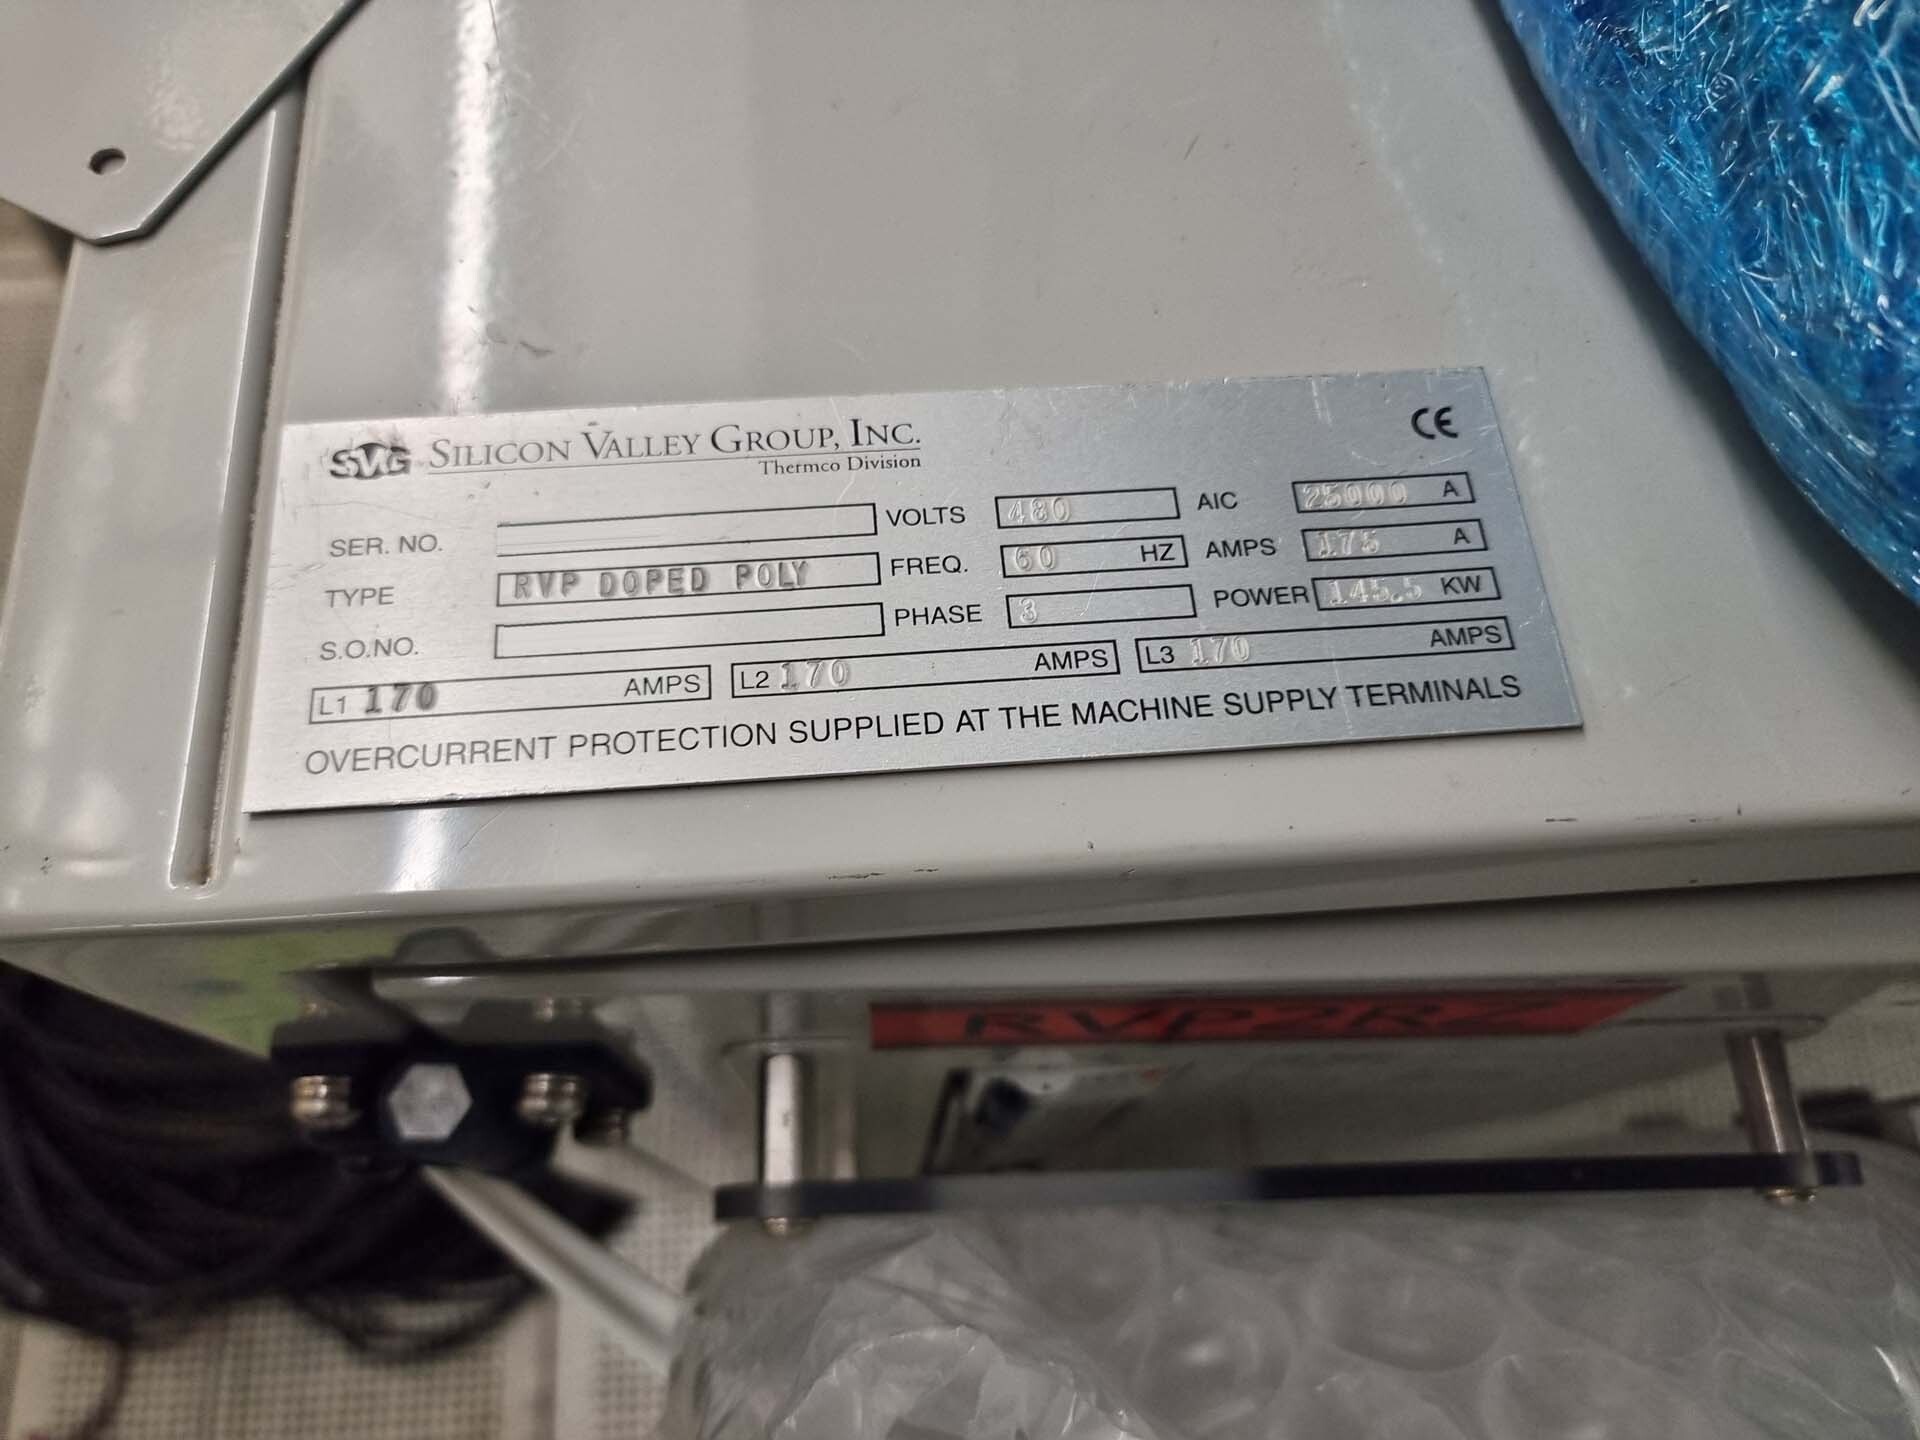 SVG SILICON VALLEY GROUP, INC.
Thermco Division
CE
SER. NO. VOLTS 480 AIC 25000 A
TYPE RVP DOPED POLY FREQ. 60 HZ AMPS 175 A
S.O.NO. PHASE 3 POWER 145.5 KW
L1 170 AMPS L2 170 AMPS L3 170 AMPS
OVERCURRENT PROTECTION SUPPLIED AT THE MACHINE SUPPLY TERMINALS